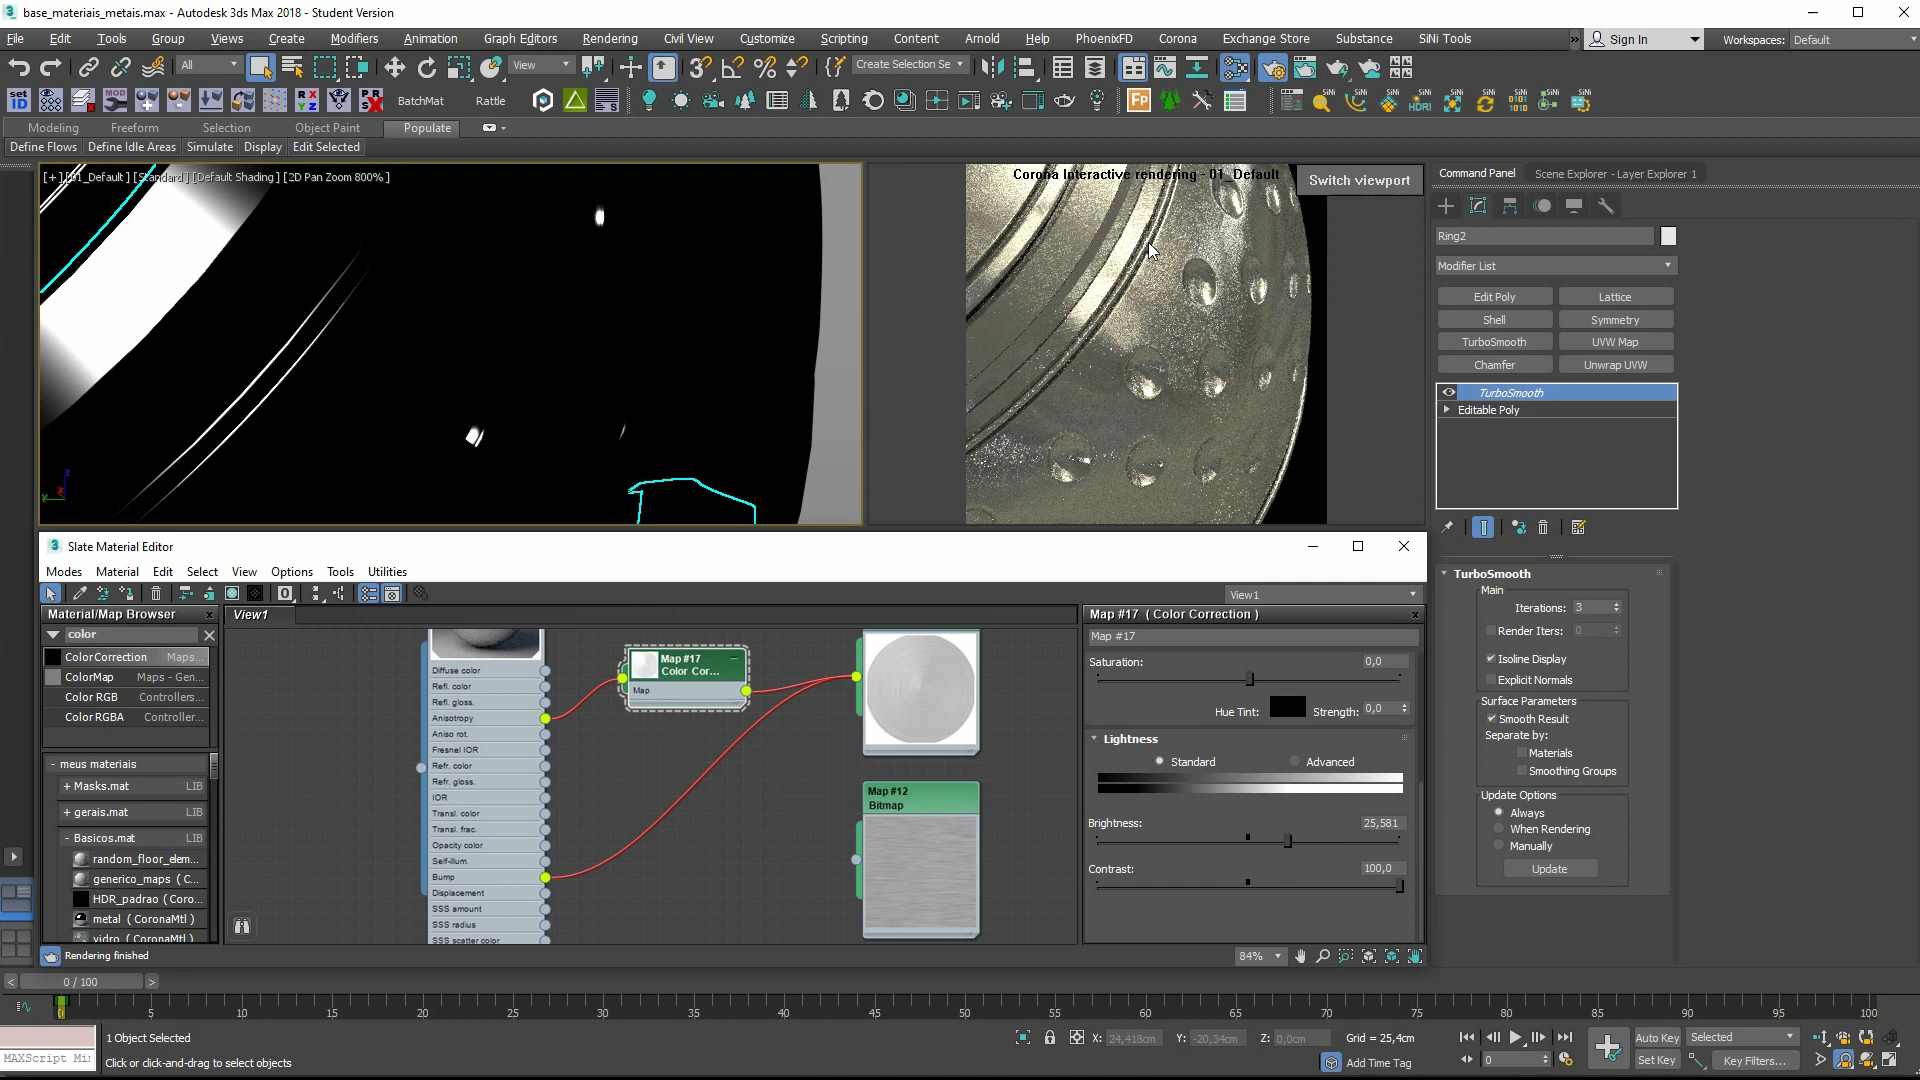 base_materiais_metais.max - Autodesk 3ds Max 2018 - Student Version
File Edit Tools Group Views Create Modifiers Animation Graph Editors Rendering Civil View Customize Scripting Content Arnold Help PhoenixFD Corona Exchange Store Substance SiNi Tools Sign In Workspaces: Default
All View Create Selection Se
BatchMat Rattle
Modeling Freeform Selection Object Paint Populate
Define Flows Define Idle Areas Simulate Display Edit Selected
[+] [01_Default ] [Standard ] [Default Shading ] [2D Pan Zoom 800% ]
Corona Interactive rendering - 01_Default
Switch viewport
Command Panel Scene Explorer - Layer Explorer 1
Ring2
Modifier List
Edit Poly Lattice
Shell Symmetry
TurboSmooth UVW Map
Chamfer Unwrap UVW
TurboSmooth
Editable Poly
TurboSmooth
Main
Iterations: 3
Render Iters: 0
Isoline Display
Explicit Normals
Surface Parameters
Smooth Result
Separate by:
Materials
Smoothing Groups
Update Options
Always
When Rendering
Manually
Update
Slate Material Editor
Modes Material Edit Select View Options Tools Utilities
View1
Material/Map Browser
color
ColorCorrection Maps...
ColorMap Maps - Gen...
Color RGB Controllers...
Color RGBA Controller...
- meus materiais
+ Masks.mat LIB
+ gerais.mat LIB
- Basicos.mat LIB
random_floor_elem...
generico_maps ( C...
HDR_padrao ( Coro...
metal ( CoronaMtl )
vidro ( CoronaMtl )
Rendering finished
View1
Diffuse color
Refl. color
Refl. gloss.
Anisotropy
Aniso rot.
Fresnel IOR
Refr. color
Refr. gloss.
IOR
Transl. color
Transl. frac.
Opacity color
Self-illum.
Bump
Displacement
SSS amount
SSS radius
SSS scatter color
Map #17
Color Cor...
Map
Map #12
Bitmap
Map #17 ( Color Correction )
Map #17
Saturation: 0,0
Hue Tint: Strength: 0,0
Lightness
Standard Advanced
Brightness: 25,581
Contrast: 100,0
84%
0 / 100
0 5 10 15 20 25 30 35 40 45 50 55 60 65 70 75 80 85 90 95 100
MAXScript Mi
1 Object Selected
Click or click-and-drag to select objects
X: 24,418cm Y: -20,34cm Z: 0,0cm Grid = 25,4cm
Add Time Tag
0
Auto Key Selected
Set Key Key Filters...